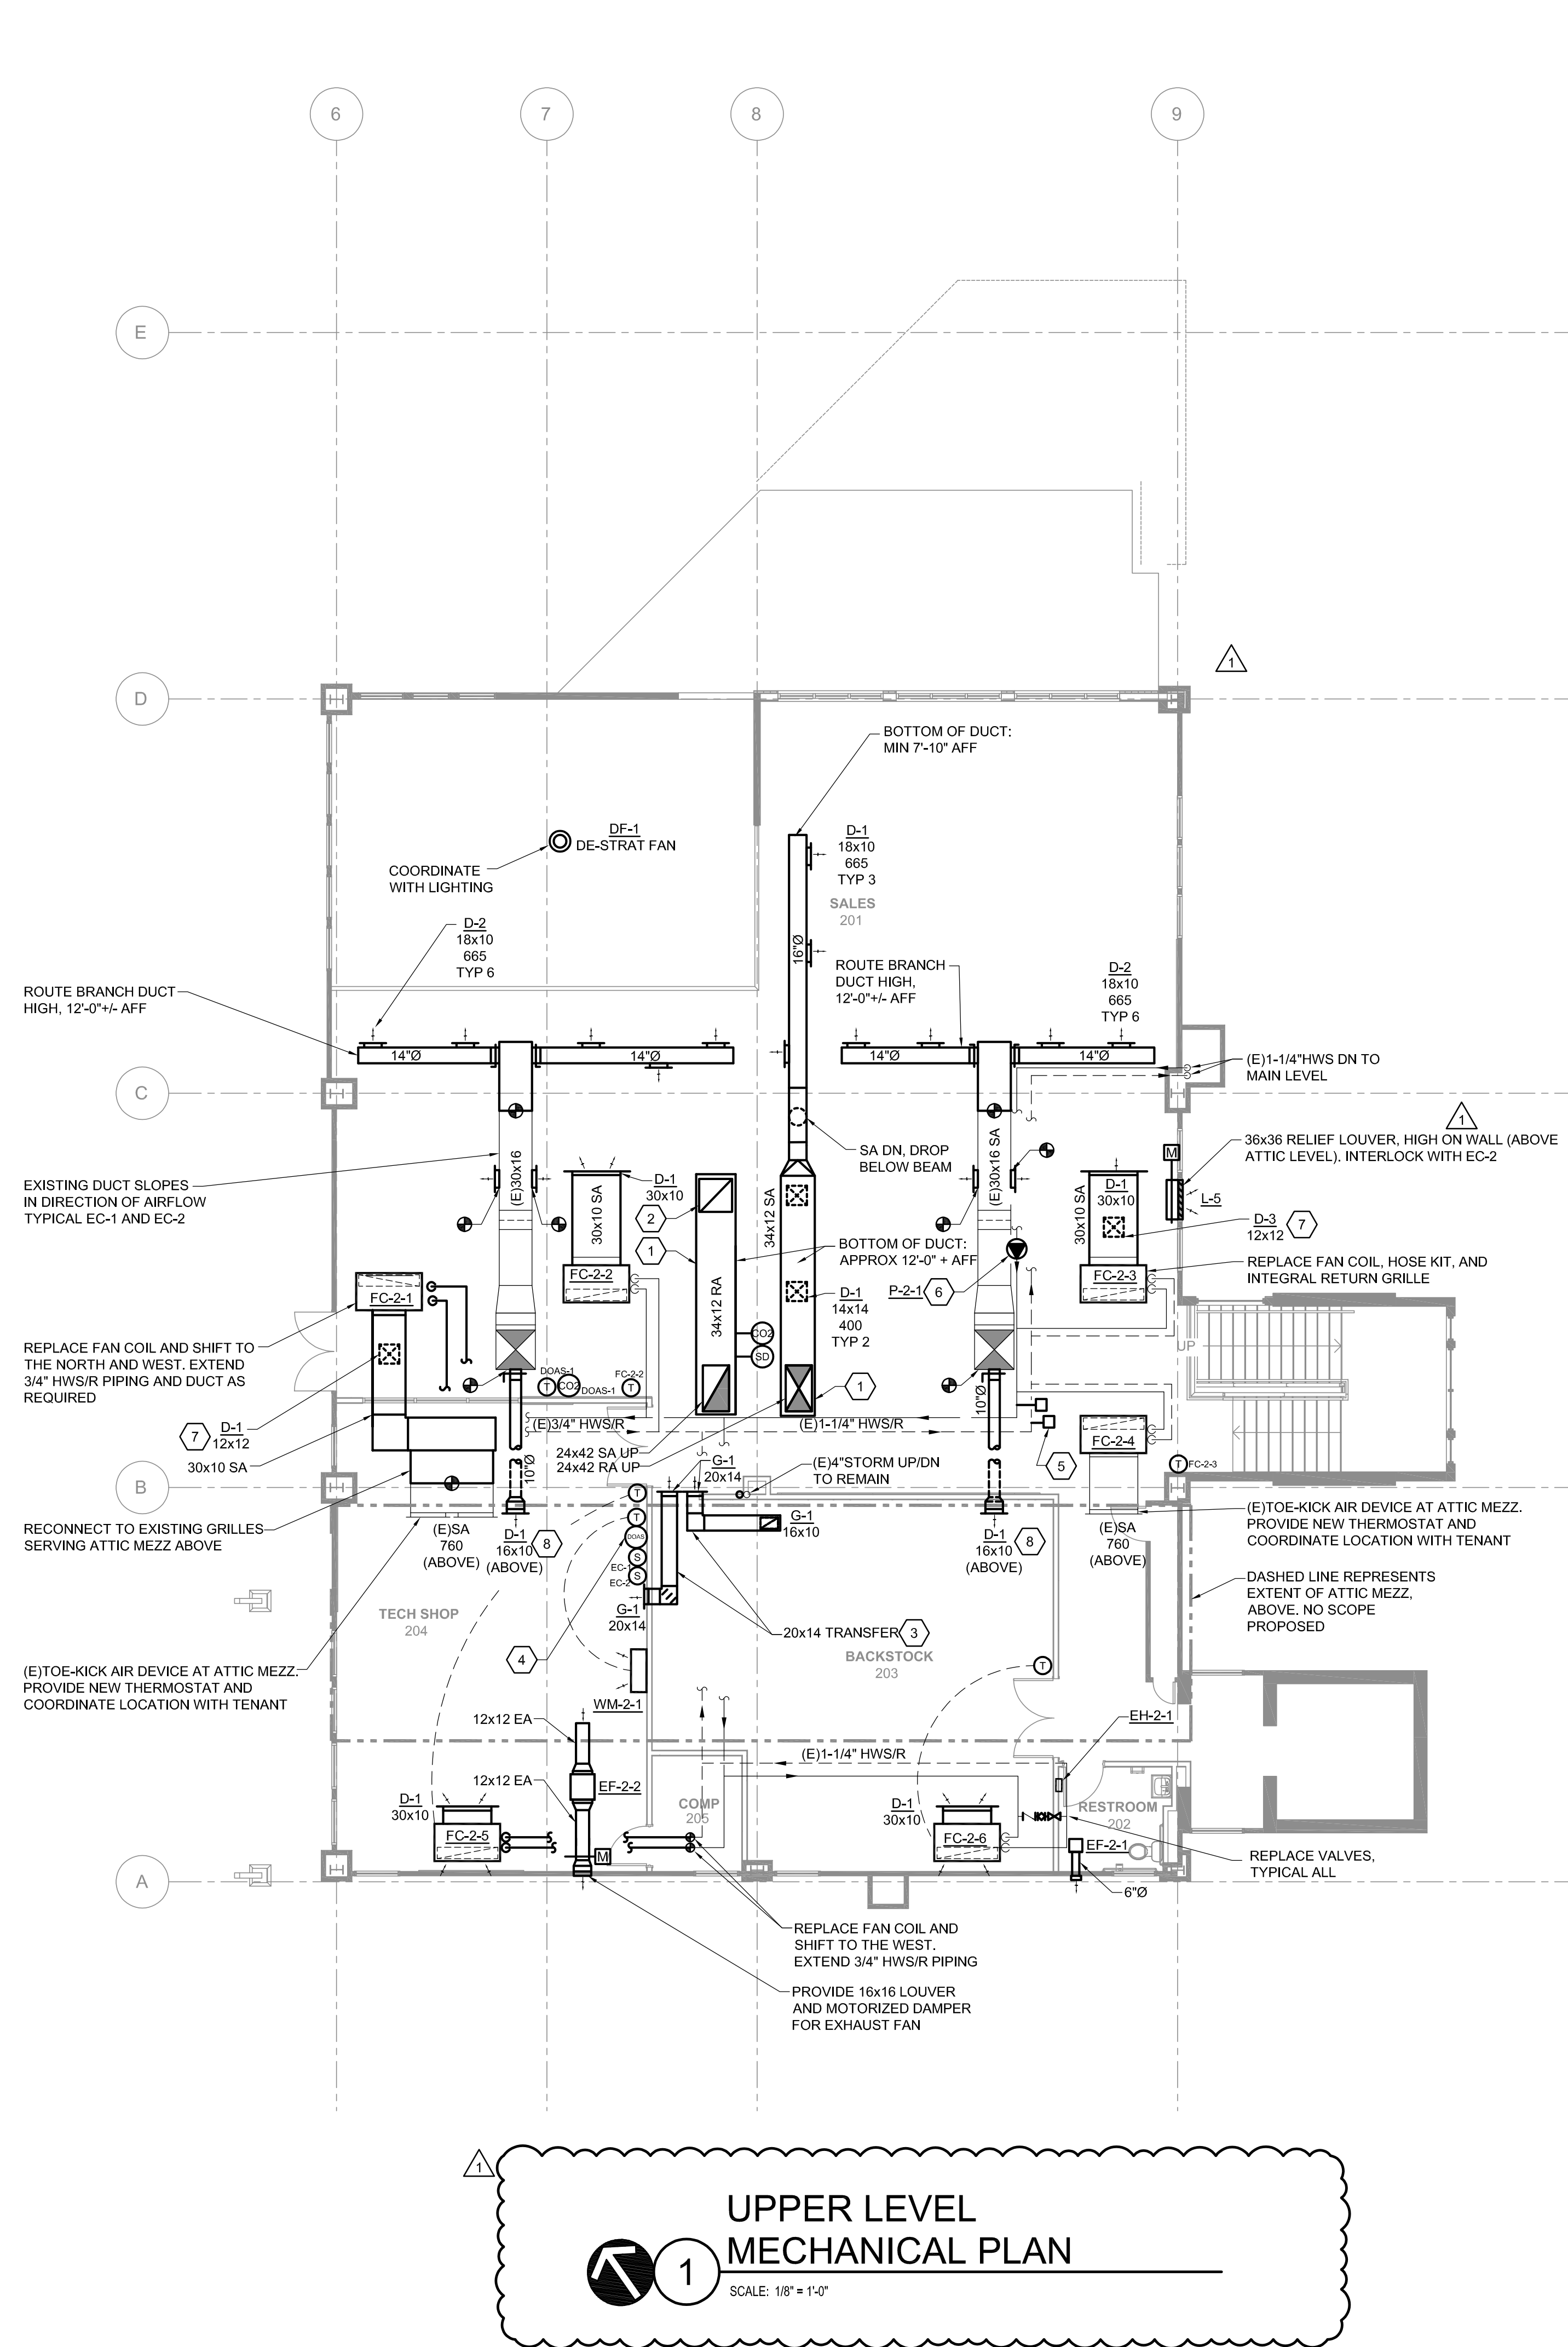 6
7
8
9
E
D
C
B
A
1
BOTTOM OF DUCT:
MIN 7'-10" AFF
DF-1
DE-STRAT FAN
COORDINATE
WITH LIGHTING
D-1
18x10
665
TYP 3
SALES
201
16"Ø
D-2
18x10
665
TYP 6
ROUTE BRANCH
DUCT HIGH,
12'-0"+/- AFF
D-2
18x10
665
TYP 6
ROUTE BRANCH DUCT
HIGH, 12'-0"+/- AFF
14"Ø
14"Ø
14"Ø
14"Ø
(E)1-1/4"HWS DN TO
MAIN LEVEL
1
36x36 RELIEF LOUVER, HIGH ON WALL (ABOVE
ATTIC LEVEL). INTERLOCK WITH EC-2
M
L-5
SA DN, DROP
BELOW BEAM
EXISTING DUCT SLOPES
IN DIRECTION OF AIRFLOW
TYPICAL EC-1 AND EC-2
(E)30x16
30x10 SA
D-1
30x10
2
1
34x12 SA
34x12 RA
(E)30x16 SA
30x10 SA
D-1
30x10
D-3
12x12
7
BOTTOM OF DUCT:
APPROX 12'-0" + AFF
REPLACE FAN COIL, HOSE KIT, AND
INTEGRAL RETURN GRILLE
FC-2-1
FC-2-2
FC-2-3
P-2-1
6
D-1
14x14
400
TYP 2
REPLACE FAN COIL AND SHIFT TO
THE NORTH AND WEST. EXTEND
3/4" HWS/R PIPING AND DUCT AS
REQUIRED
CO2
SD
UP
DOAS-1
T
CO2
DOAS-1
FC-2-2
T
1
10"Ø
7
D-1
12x12
30x10 SA
(E)3/4" HWS/R
(E)1-1/4" HWS/R
FC-2-4
24x42 SA UP
24x42 RA UP
G-1
20x14
(E)4"STORM UP/DN
TO REMAIN
5
T
FC-2-3
10"Ø
RECONNECT TO EXISTING GRILLES
SERVING ATTIC MEZZ ABOVE
(E)SA
760
(ABOVE)
D-1
16x10
(ABOVE)
8
T
T
DOAS
S
EC-1
S
EC-2
G-1
16x10
D-1
16x10
(ABOVE)
8
(E)SA
760
(ABOVE)
(E)TOE-KICK AIR DEVICE AT ATTIC MEZZ.
PROVIDE NEW THERMOSTAT AND
COORDINATE LOCATION WITH TENANT
DASHED LINE REPRESENTS
EXTENT OF ATTIC MEZZ,
ABOVE. NO SCOPE
PROPOSED
TECH SHOP
204
G-1
20x14
20x14 TRANSFER
3
4
BACKSTOCK
203
T
(E)TOE-KICK AIR DEVICE AT ATTIC MEZZ.
PROVIDE NEW THERMOSTAT AND
COORDINATE LOCATION WITH TENANT
WM-2-1
12x12 EA
EH-2-1
(E)1-1/4" HWS/R
12x12 EA
EF-2-2
D-1
30x10
COMP
205
D-1
30x10
RESTROOM
202
FC-2-5
FC-2-6
M
EF-2-1
REPLACE VALVES,
TYPICAL ALL
6"Ø
REPLACE FAN COIL AND
SHIFT TO THE WEST.
EXTEND 3/4" HWS/R PIPING
PROVIDE 16x16 LOUVER
AND MOTORIZED DAMPER
FOR EXHAUST FAN
1
UPPER LEVEL
MECHANICAL PLAN
1
SCALE: 1/8" = 1'-0"